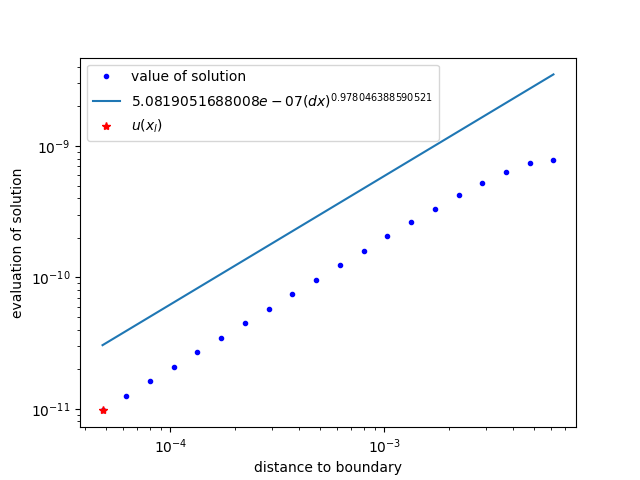 value of solution
5.0819051688008e − 07(dx)^0.978046388590521
u(x_l)
10^−9
10^−10
10^−11
evaluation of solution
10^−4
10^−3
distance to boundary